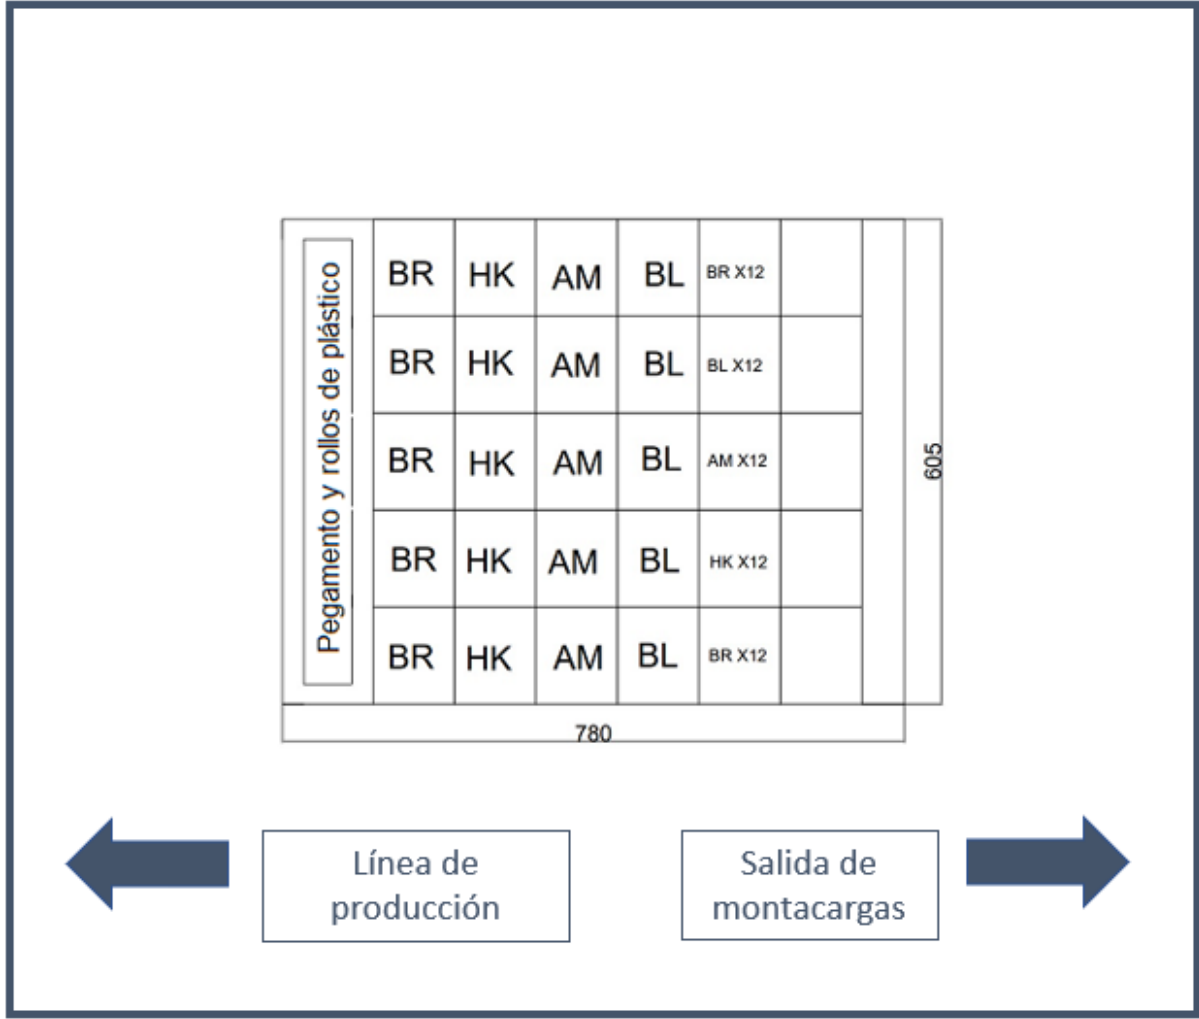 Pegamento y rollos de plástico
BR HK AM BL BR X12
BR HK AM BL BL X12
BR HK AM BL AM X12
BR HK AM BL HK X12
BR HK AM BL BR X12
605
780
Línea de
producción
Salida de
montacargas